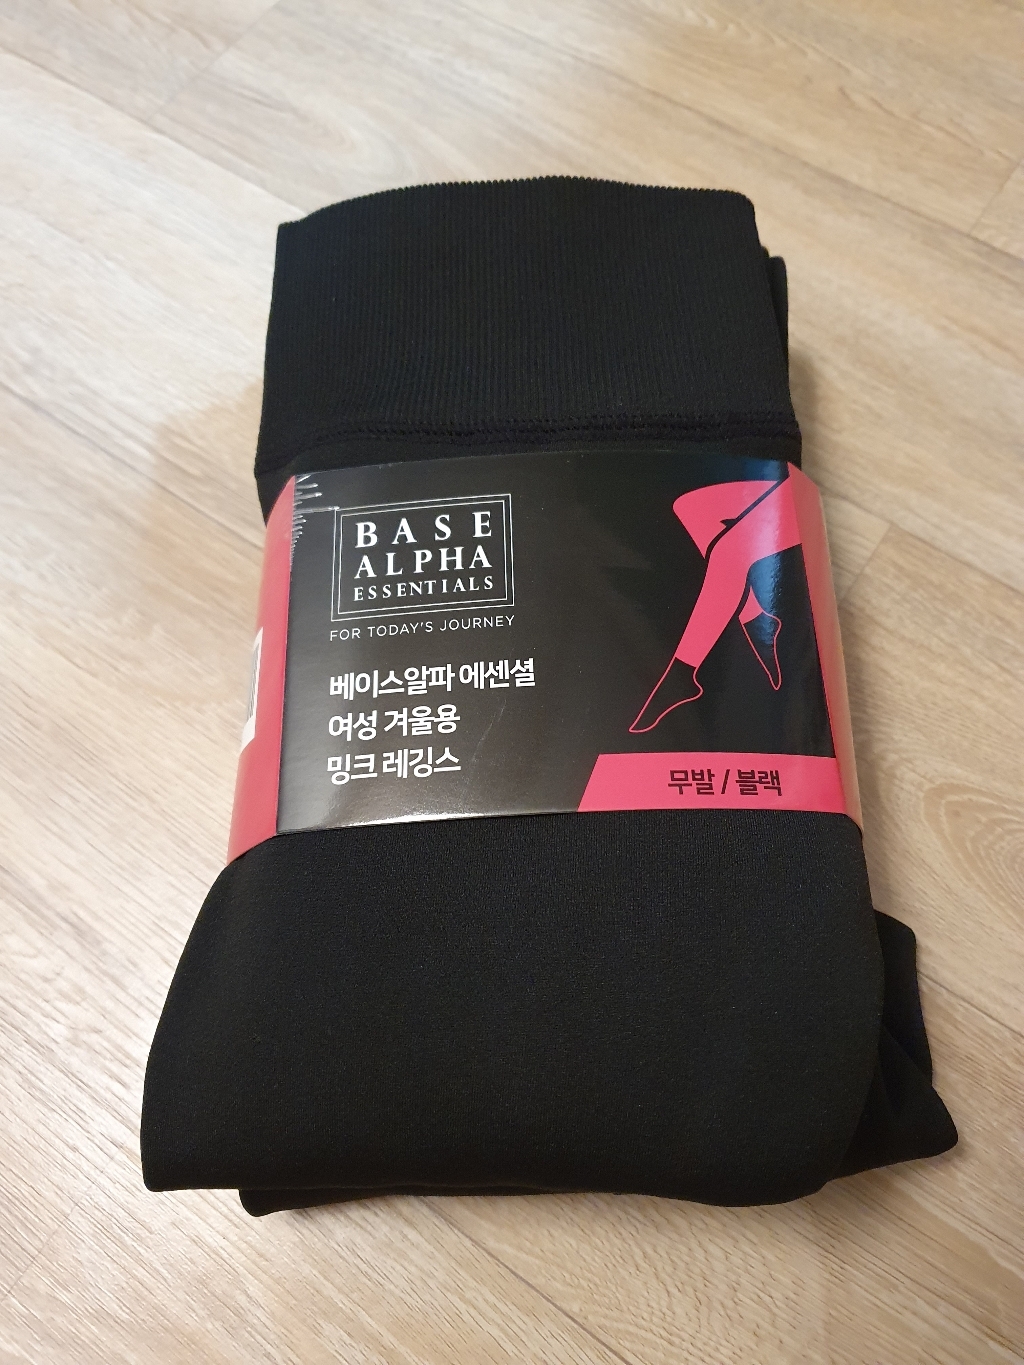 BASE
ALPHA
ESSENTIALS
FOR TODAY'S JOURNEY
베이스알파 에센셜
여성 겨울용
밍크 레깅스
무발 / 블랙